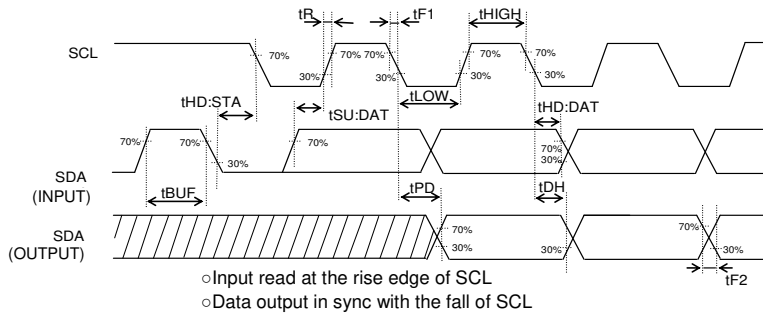 tR tF1 tHIGH
SCL
70% 70% 70% 70% 70%
30% 30% 30% 30%
tHD:STA tLOW tHD:DAT
tSU:DAT
70% 70% 70% 70%
30% 30%
SDA
(INPUT)
tBUF tPD tDH
SDA
(OUTPUT)
70% 70%
30% 30% 30%
tF2
○Input read at the rise edge of SCL
○Data output in sync with the fall of SCL